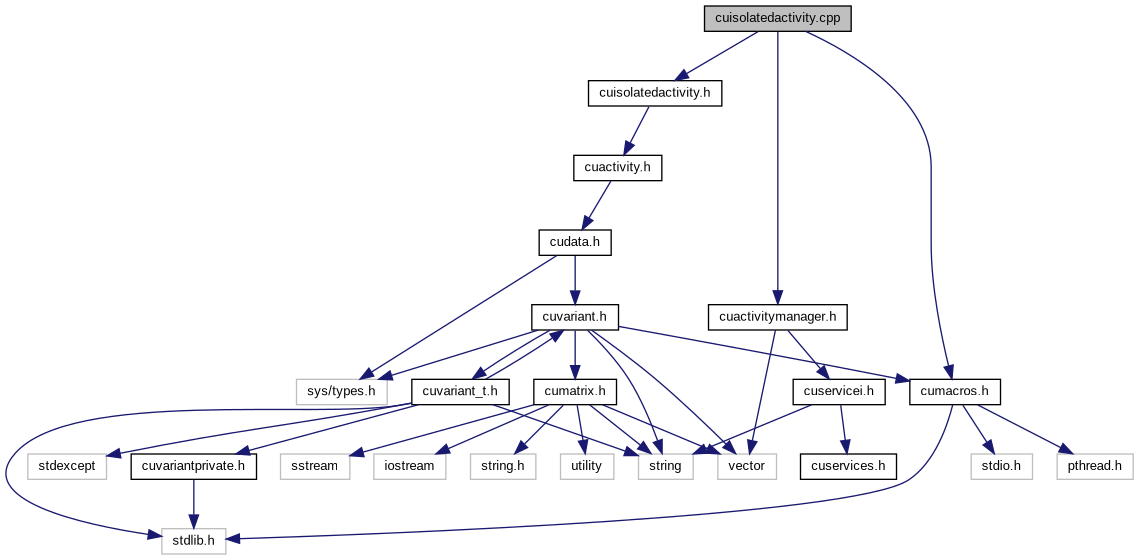 cuisolatedactivity.cpp
cuisolatedactivity.h
cuactivity.h
cudata.h
cuvariant.h
cuactivitymanager.h
sys/types.h
cuvariant_t.h
cumatrix.h
cuservicei.h
cumacros.h
stdexcept
cuvariantprivate.h
sstream
iostream
string.h
utility
string
vector
cuservices.h
stdio.h
pthread.h
stdlib.h